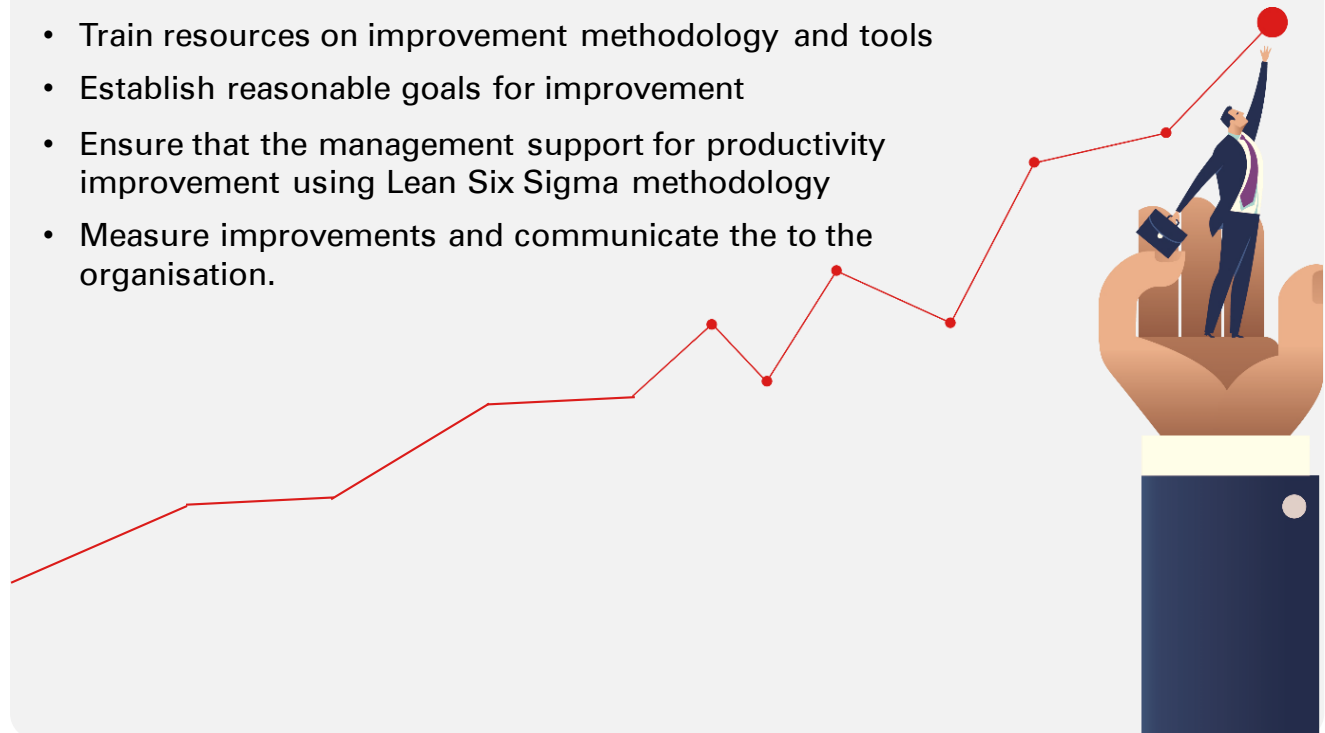 • Train resources on improvement methodology and tools
• Establish reasonable goals for improvement
• Ensure that the management support for productivity
improvement using Lean Six Sigma methodology
• Measure improvements and communicate the to the
organisation.